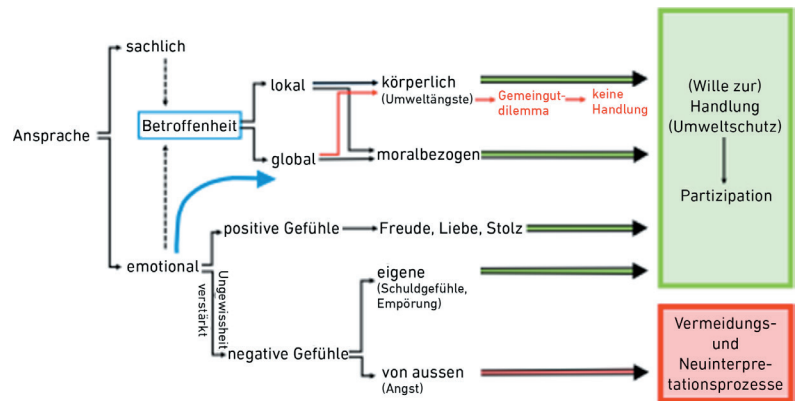 sachlich
Ansprache
Betroffenheit
emotional
lokal
global
körperlich
(Umweltängste)
Gemeingut-
dilemma
keine
Handlung
moralbezogen
positive Gefühle
Freude, Liebe, Stolz
Ungewissheit
verstärkt
negative Gefühle
eigene
(Schuldgefühle,
Empörung)
von aussen
(Angst)
(Wille zur)
Handlung
(Umweltschutz)
Partizipation
Vermeidungs-
und
Neuinterpre-
tationsprozesse